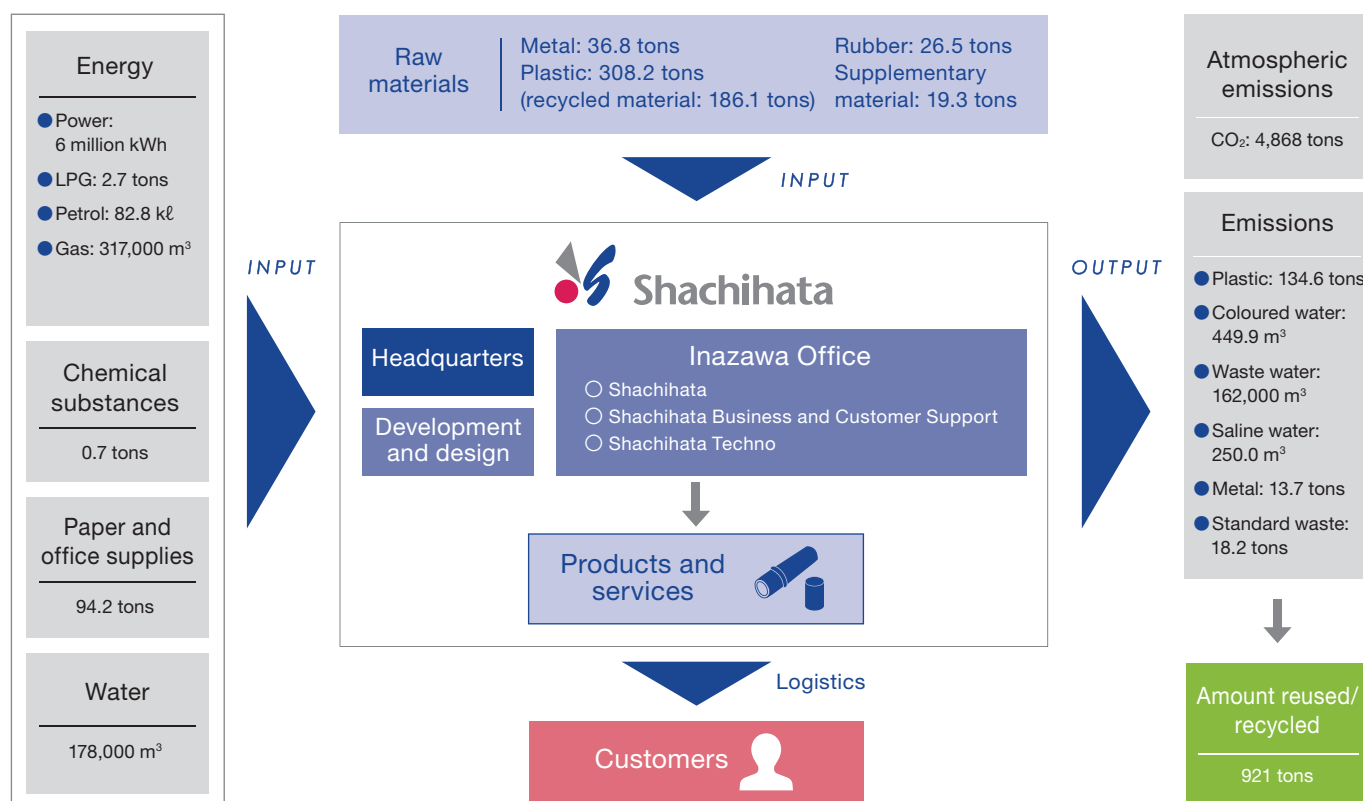 Energy
Power:
6 million kWh
LPG: 2.7 tons
Petrol: 82.8 kℓ
Gas: 317,000 m³
Chemical
substances
0.7 tons
Paper and
office supplies
94.2 tons
Water
178,000 m³
INPUT
Raw
materials
Metal: 36.8 tons
Plastic: 308.2 tons
(recycled material: 186.1 tons)
Rubber: 26.5 tons
Supplementary
material: 19.3 tons
INPUT
Shachihata
Headquarters
Development
and design
Inazawa Office
Shachihata
Shachihata Business and Customer Support
Shachihata Techno
Products and
services
Logistics
Customers
OUTPUT
Atmospheric
emissions
CO₂: 4,868 tons
Emissions
Plastic: 134.6 tons
Coloured water:
449.9 m³
Waste water:
162,000 m³
Saline water:
250.0 m³
Metal: 13.7 tons
Standard waste:
18.2 tons
Amount reused/
recycled
921 tons